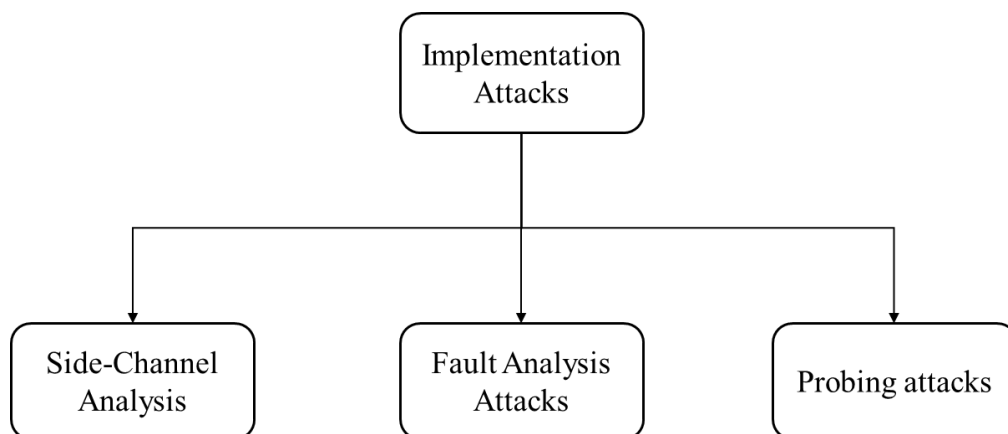 Implementation
Attacks
Side-Channel
Analysis
Fault Analysis
Attacks
Probing attacks